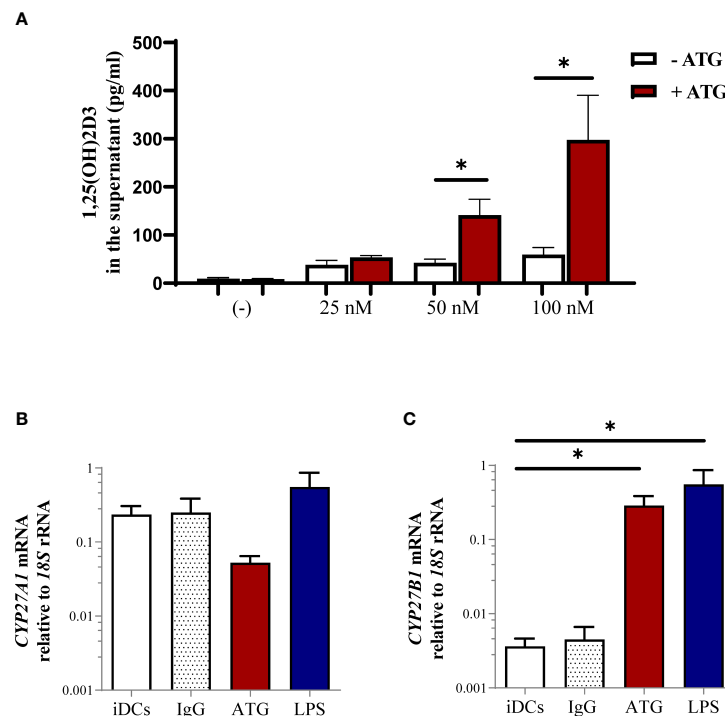 A
500
400
300
200
100
0
1,25(OH)2D3
in the supernatant (pg/ml)
*
*
- ATG
+ ATG
(-)
25 nM
50 nM
100 nM
B
1
0.1
0.01
0.001
CYP27A1 mRNA
relative to 18S rRNA
iDCs
IgG
ATG
LPS
C
*
*
1
0.1
0.01
0.001
CYP27B1 mRNA
relative to 18S rRNA
iDCs
IgG
ATG
LPS